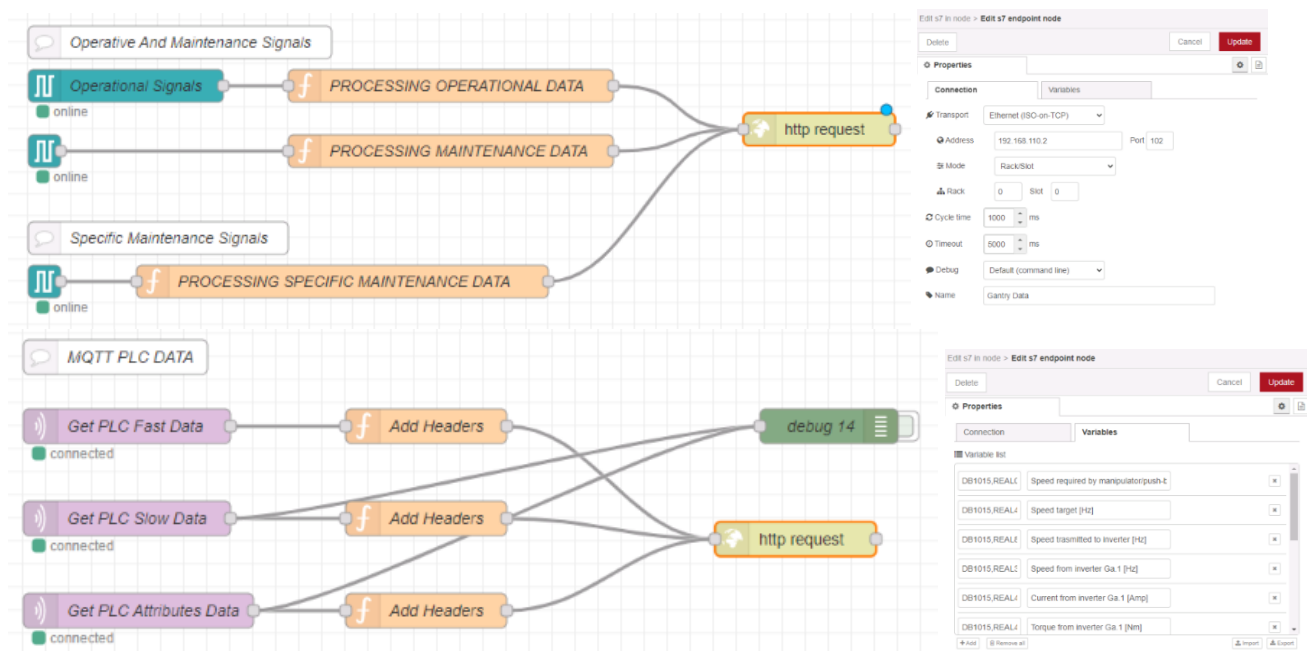 Operative And Maintenance Signals
Operational Signals
PROCESSING OPERATIONAL DATA
online
http request
PROCESSING MAINTENANCE DATA
online
Specific Maintenance Signals
PROCESSING SPECIFIC MAINTENANCE DATA
online
Edit s7 in node > Edit s7 endpoint node
Delete
Cancel
Update
Properties
Connection
Variables
Transport
Ethernet (ISO-on-TCP)
Address
192.168.110.2
Port
102
Mode
Rack/Slot
Rack
0
Slot
0
Cycle time
1000
ms
Timeout
5000
ms
Debug
Default (command line)
Name
Gantry Data
MQTT PLC DATA
Get PLC Fast Data
Add Headers
debug 14
connected
Get PLC Slow Data
Add Headers
http request
connected
Get PLC Attributes Data
Add Headers
connected
Edit s7 in node > Edit s7 endpoint node
Delete
Cancel
Update
Properties
Connection
Variables
Variable list
Speed required by manipulator/push-b
Speed target [Hz]
Speed trasmitted to inverter [Hz]
Speed from inverter Ga.1 [Hz]
Current from inverter Ga.1 [Amp]
Torque from inverter Ga.1 [Nm]
Add
Remove all
Import
Export